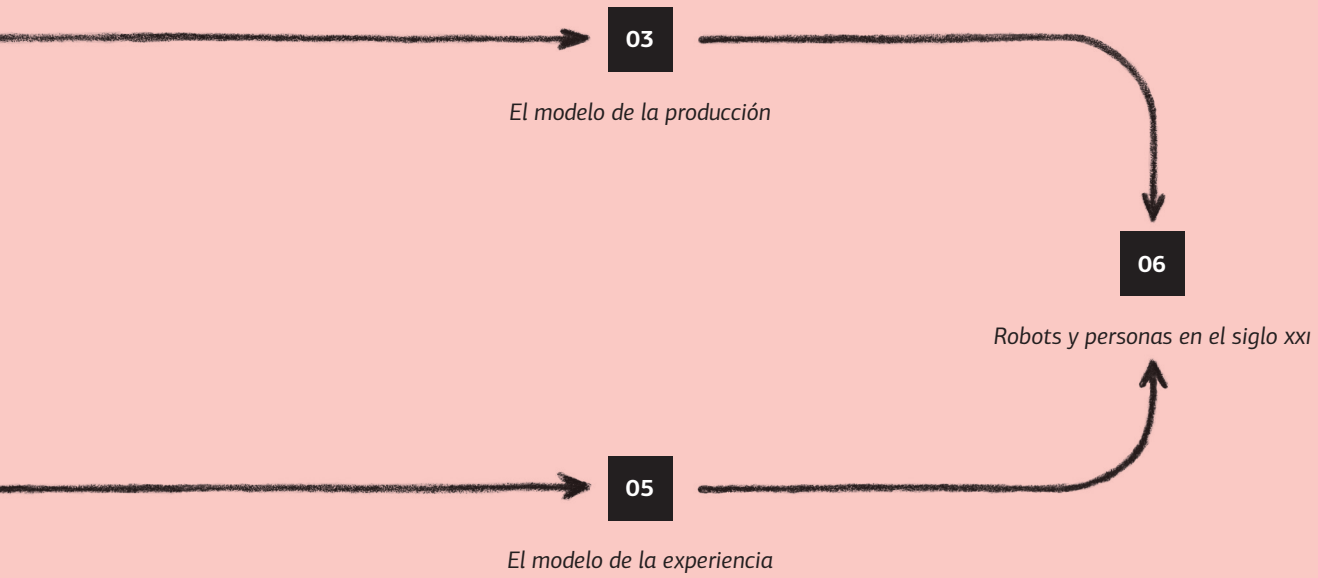 03
El modelo de la producción
06
Robots y personas en el siglo XXI
05
El modelo de la experiencia